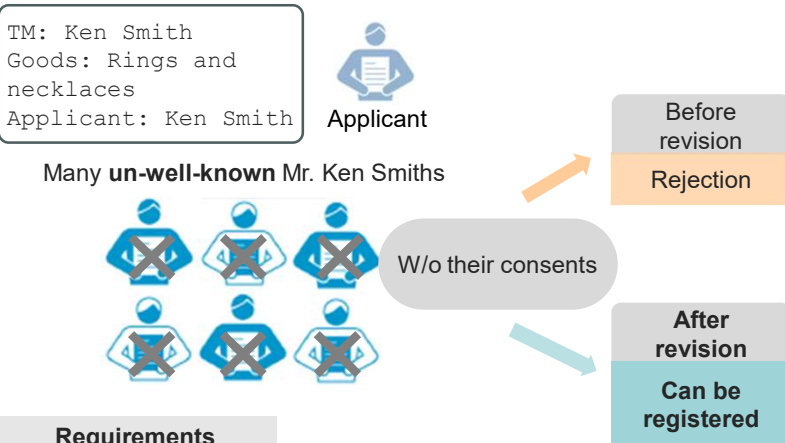 TM: Ken Smith
Goods: Rings and
necklaces
Applicant: Ken Smith
Applicant
Many un-well-known Mr. Ken Smiths
W/o their consents
Before
revision
Rejection
After
revision
Can be
registered
Requirements